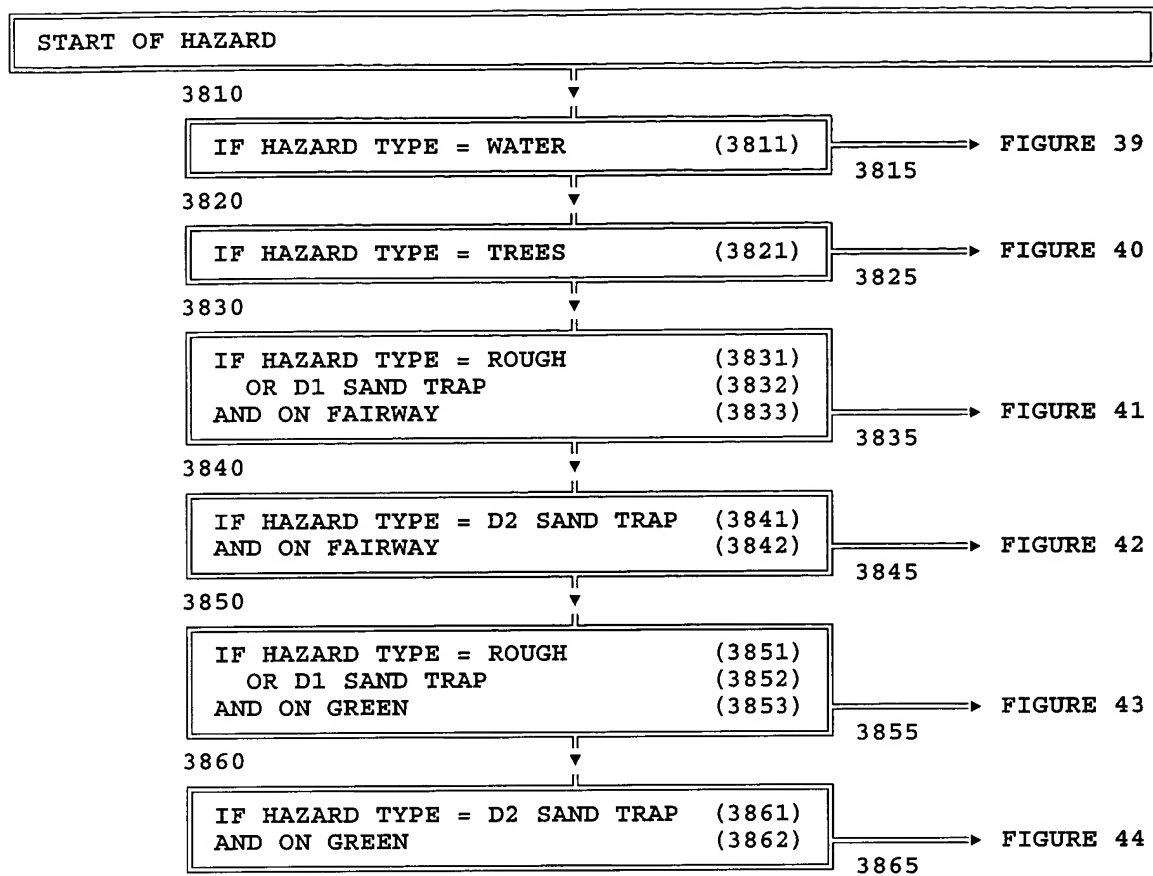 START OF HAZARD
3810
IF HAZARD TYPE = WATER (3811) FIGURE 39
3815
3820
IF HAZARD TYPE = TREES (3821) FIGURE 40
3825
3830
IF HAZARD TYPE = ROUGH (3831)
OR D1 SAND TRAP (3832)
AND ON FAIRWAY (3833) FIGURE 41
3835
3840
IF HAZARD TYPE = D2 SAND TRAP (3841)
AND ON FAIRWAY (3842) FIGURE 42
3845
3850
IF HAZARD TYPE = ROUGH (3851)
OR D1 SAND TRAP (3852)
AND ON GREEN (3853) FIGURE 43
3855
3860
IF HAZARD TYPE = D2 SAND TRAP (3861)
AND ON GREEN (3862) FIGURE 44
3865